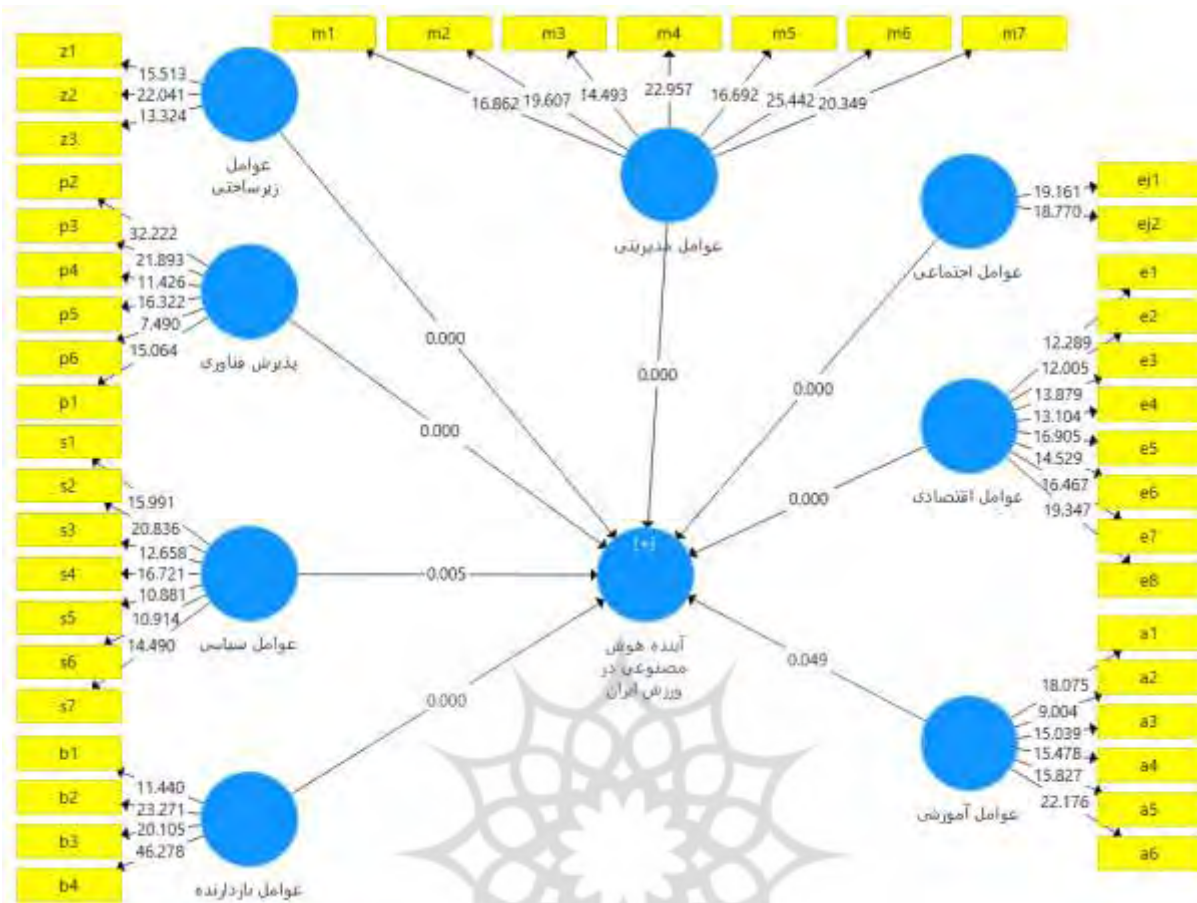 m1 m2 m3 m4 m5 m6 m7
16.862 19.607 14.493 22.957 16.692 25.442 20.349
عوامل مدیریتی
0.000
z1
z2
z3
15.513
22.041
13.324
عوامل
زیرساختی
0.000
p2
p3
p4
p5
p6
p1
32.222
21.893
11.426
16.322
7.490
15.064
پذیرش فناوری
0.000
s1
s2
s3
s4
s5
s6
s7
15.991
20.836
12.658
16.721
10.881
10.914
14.490
عوامل سیاسی
0.005
b1
b2
b3
b4
11.440
23.271
20.105
46.278
عوامل بازدارنده
0.000
ej1
ej2
19.161
18.770
عوامل اجتماعی
0.000
e1
e2
e3
e4
e5
e6
e7
e8
12.289
12.005
13.879
13.104
16.905
14.529
16.467
19.347
عوامل اقتصادی
0.000
a1
a2
a3
a4
a5
a6
18.075
9.004
15.039
15.478
15.827
22.176
عوامل آموزشی
0.049
[+]
آینده هوش
مصنوعی در
ورزش ایران